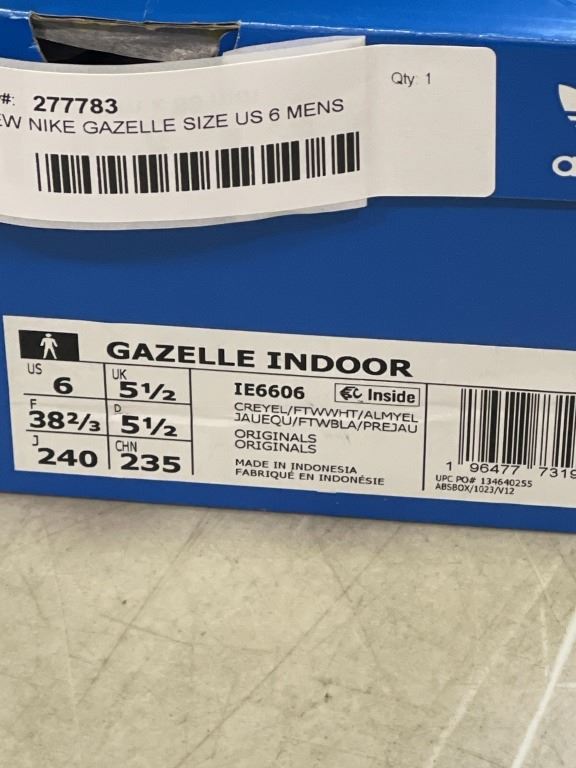 #: 277783
Qty: 1
EW NIKE GAZELLE SIZE US 6 MENS
a
GAZELLE INDOOR
US 6 UK 5½
F 38⅔ D 5½
J 240 CHN 235
IE6606
Inside
CREYEL/FTWWHT/ALMYEL
JAUEQU/FTWBLA/PREJAU
ORIGINALS
ORIGINALS
MADE IN INDONESIA
FABRIQUÉ EN INDONÉSIE
1 96477 7319
UPC PO# 134640255
ABSBOX/1023/V12